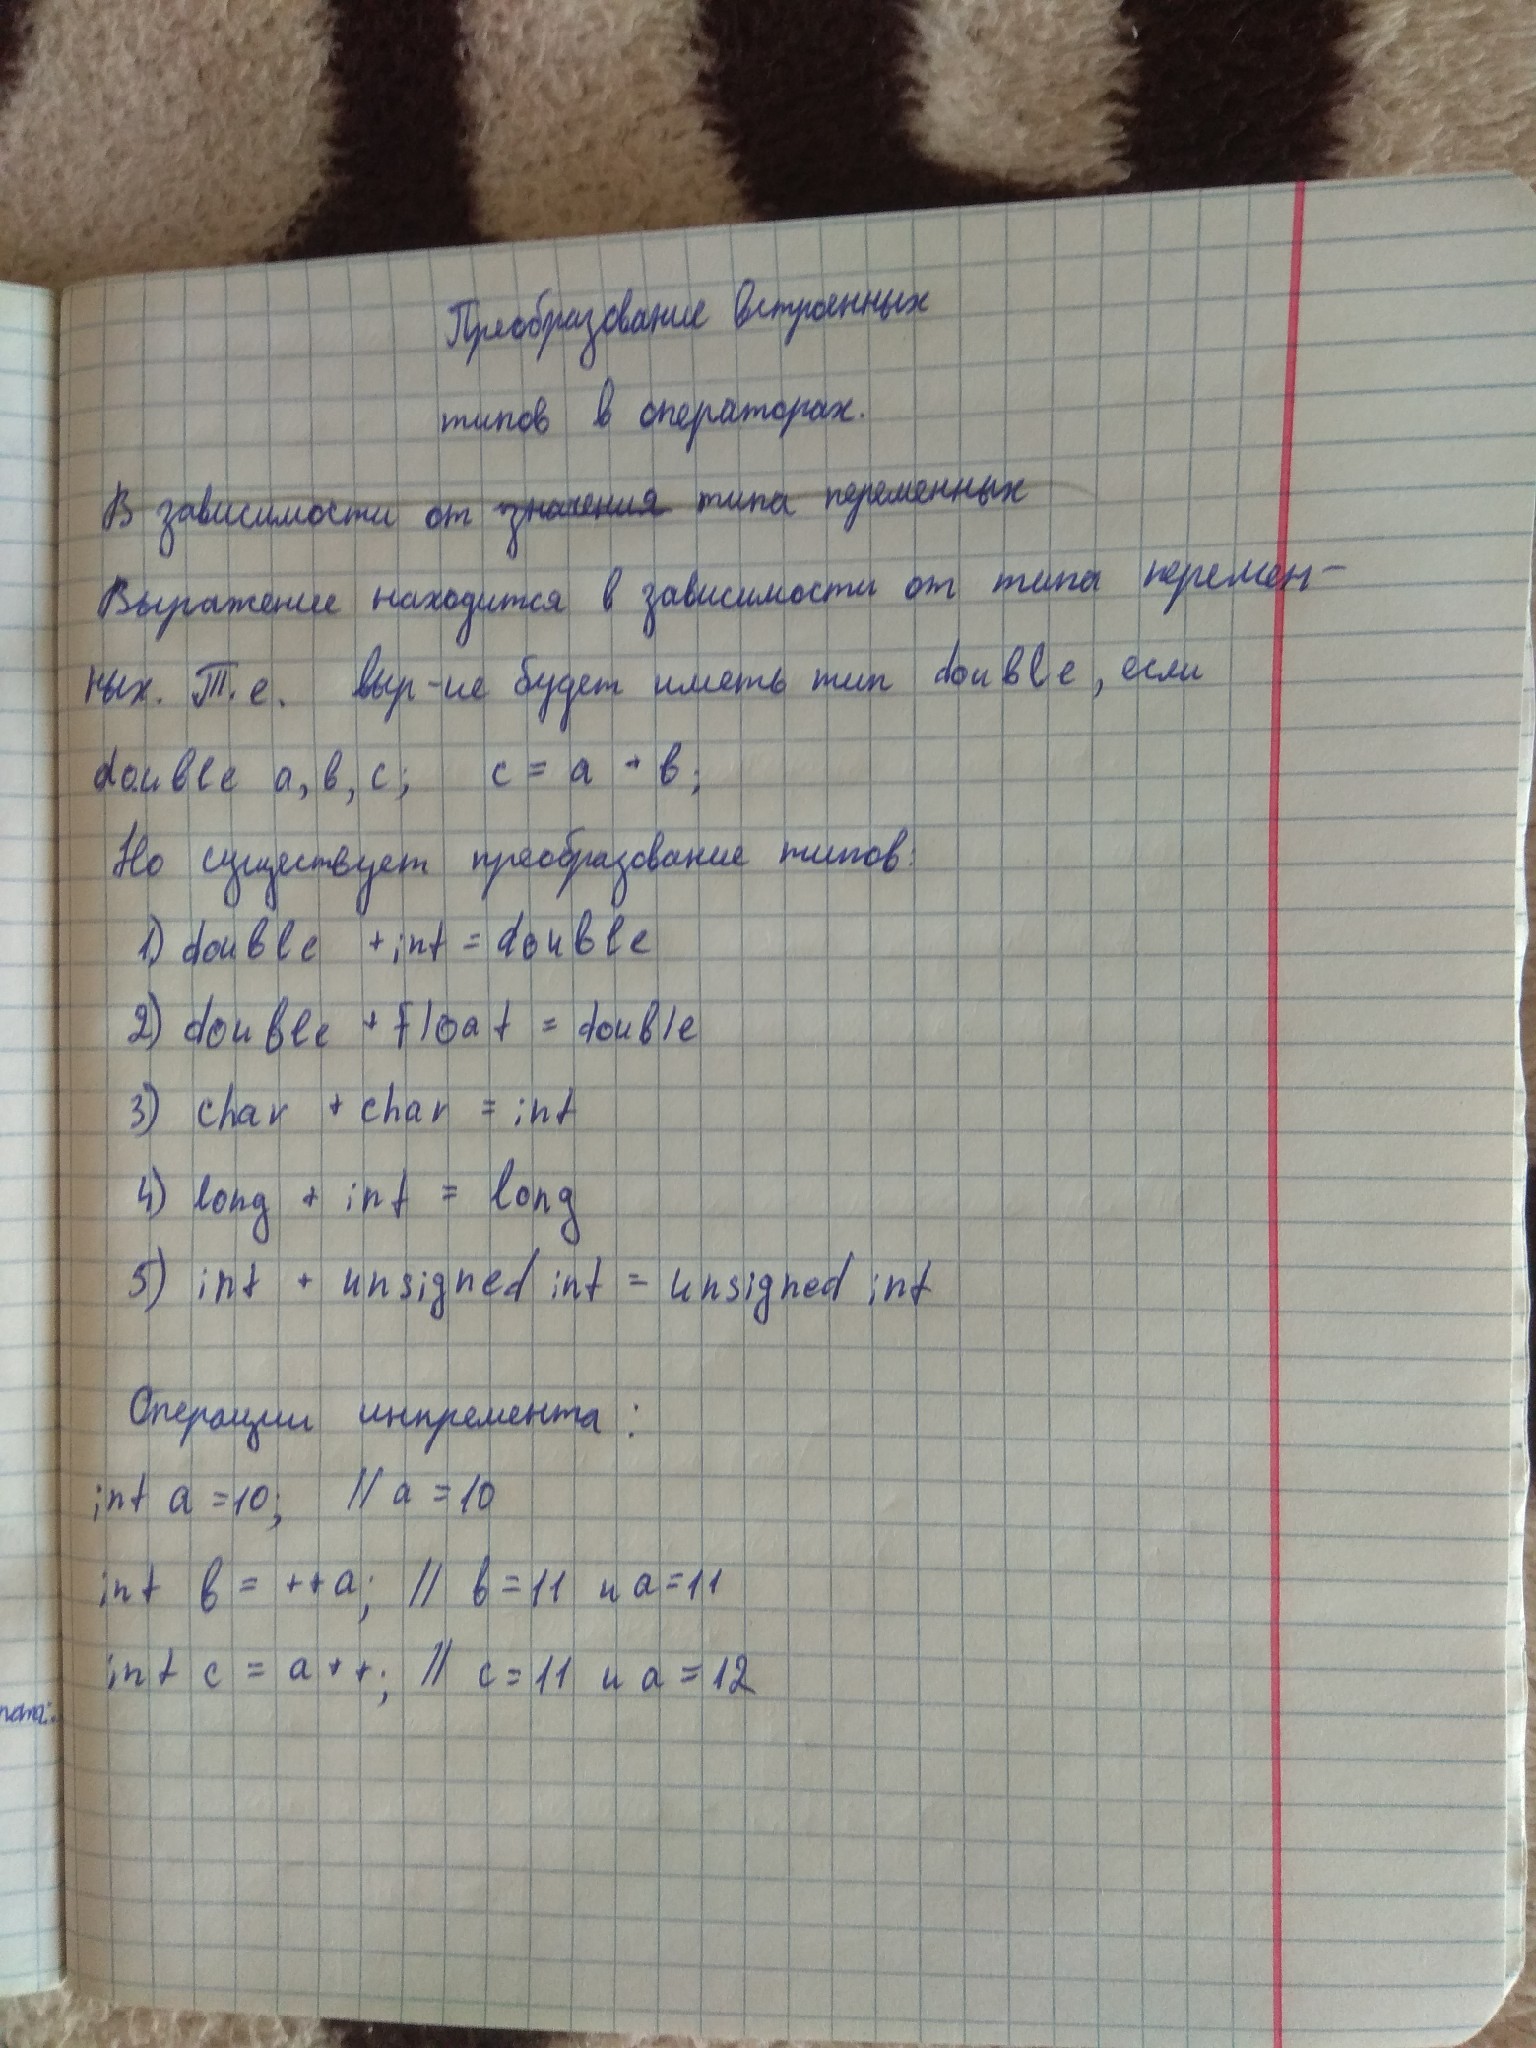 Преобразование встроенных
типов в операторах.
В зависимости от значения типа переменных
Выражение находится в зависимости от типа перемен-
ных. Т.е. выр-ие будет иметь тип double, если
double a, b, c; c = a + b;
Но существует преобразование типов:
1) double + int = double
2) double + float = double
3) char + char = int
4) long + int = long
5) int + unsigned int = unsigned int
Операции инкремента:
int a = 10; // a = 10
int b = ++a; // b = 11 и a = 11
int c = a++; // c = 11 и a = 12